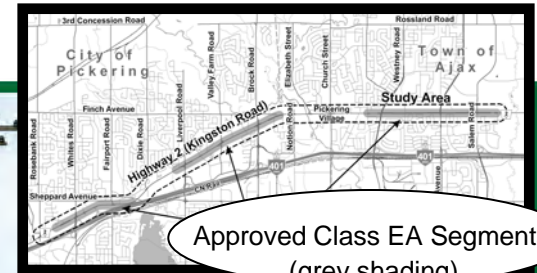 3rd Concession Road
Rossland Road
City of
Pickering
Town of
Ajax
Valley Farm Road
Brock Road
Elizabeth Street
Church Street
Westney Road
Finch Avenue
Study Area
Pickering
Village
Rosebank Road
Whites Road
Fairport Road
Dixie Road
Liverpool Road
Highway 2 (Kingston Road)
Notion Road
Salem Road
401
401
Sheppard Avenue
CN Rail
Avenue
Approved Class EA Segment
(grey shading)